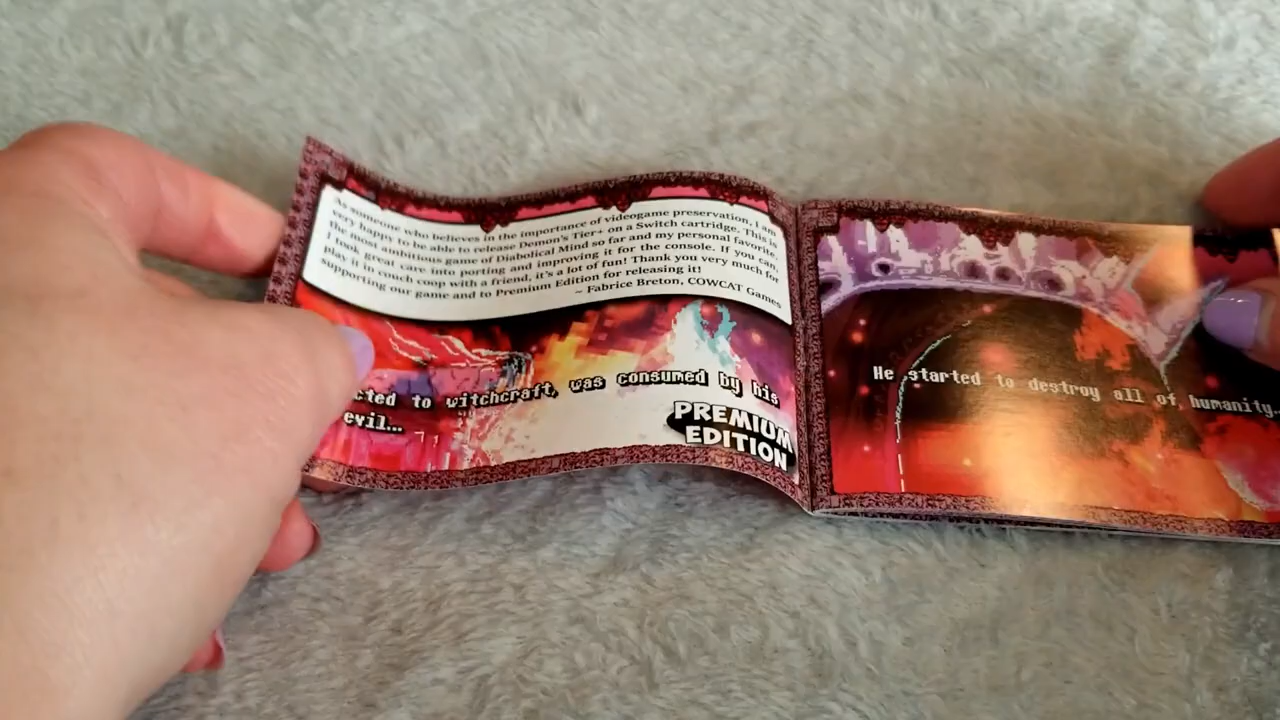 As someone who believes in the importance of videogame preservation, I am
very happy to be able to release Demon's Tier+ on a Switch cartridge. This is
the most ambitious game of Diabolical Mind so far and my personal favorite.
I took great care into porting and improving it for the console. If you can,
play it in couch coop with a friend, it's a lot of fun! Thank you very much for
supporting our game and to Premium Edition for releasing it!
~ Fabrice Breton, COWCAT Games
cted to witchcraft, was consumed by his
evil...
PREMIUM
EDITION
He started to destroy all of humanity..